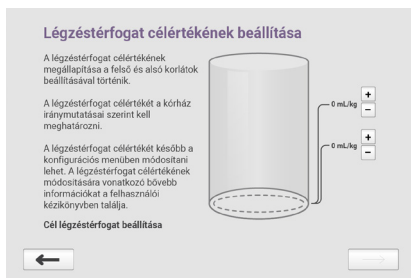 Légzéstérfogat célértékének beállítása
A légzéstérfogat célértékének
megállapítása a felső és alsó korlátok
beállításával történik.
A légzéstérfogat célértékét a kórház
iránymutatásai szerint kell
meghatározni.
A légzéstérfogat célértékét később a
konfigurációs menüben módosítani
lehet. A légzéstérfogat célértékének
módosítására vonatkozó bővebb
információkat a felhasználói
kézikönyvben találja.
Cél légzéstérfogat beállítása
0 mL/kg
+
−
0 mL/kg
+
−